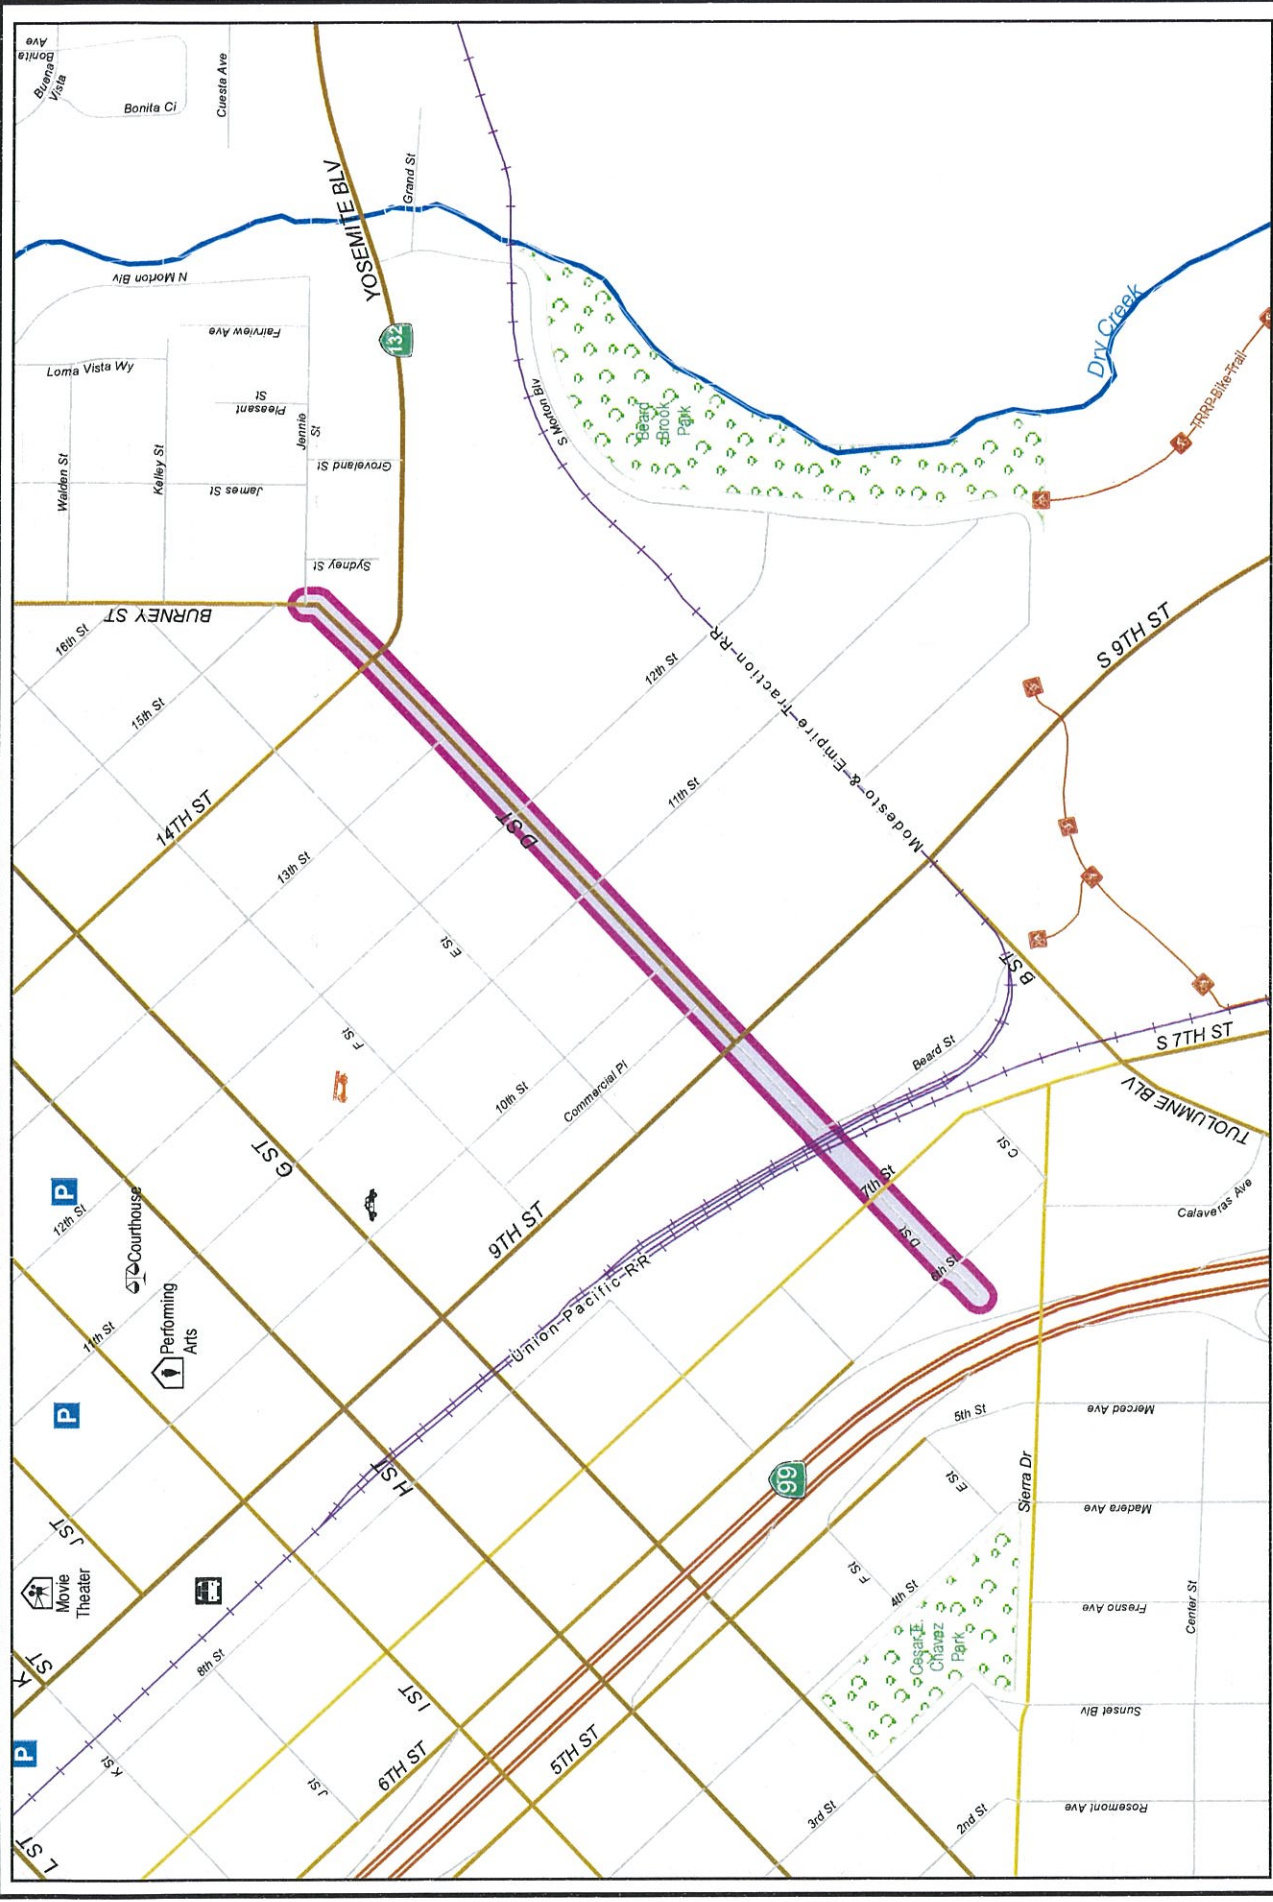 Bonita
Ave
Buena
Vista
Bonita Ci
Cuesta Ave
YOSEMITE BLV
Grand St
N Morton Blv
Fairview Ave
132
Loma Vista Wy
Pleasant
St
Jennie
St
Walden St
Kelley St
James St
Groveland St
Sydney St
S Morton Blv
Beard
Brook
Park
Dry Creek
TRRP Bike Trail
BURNEY ST
16th St
15th St
14TH ST
13th St
D ST
12th St
11th St
Modesto & Empire Traction RR
S 9TH ST
E St
F St
10th St
Commercial Pl
B ST
Beard St
S 7TH ST
TUOLUMNE BLV
C St
Calaveras Ave
G ST
P
12th St
Courthouse
9TH ST
7th St
D St
6th St
Performing
Arts
11th St
Union Pacific RR
P
H ST
99
5th St
Merced Ave
E St
Sierra Dr
Madera Ave
J ST
Movie
Theater
F St
4th St
Fresno Ave
Center St
Cesar E.
Chavez
Park
K ST
8th St
I ST
Sunset Blv
P
K St
J St
6TH ST
5TH ST
3rd St
2nd St
Rosemont Ave
L ST